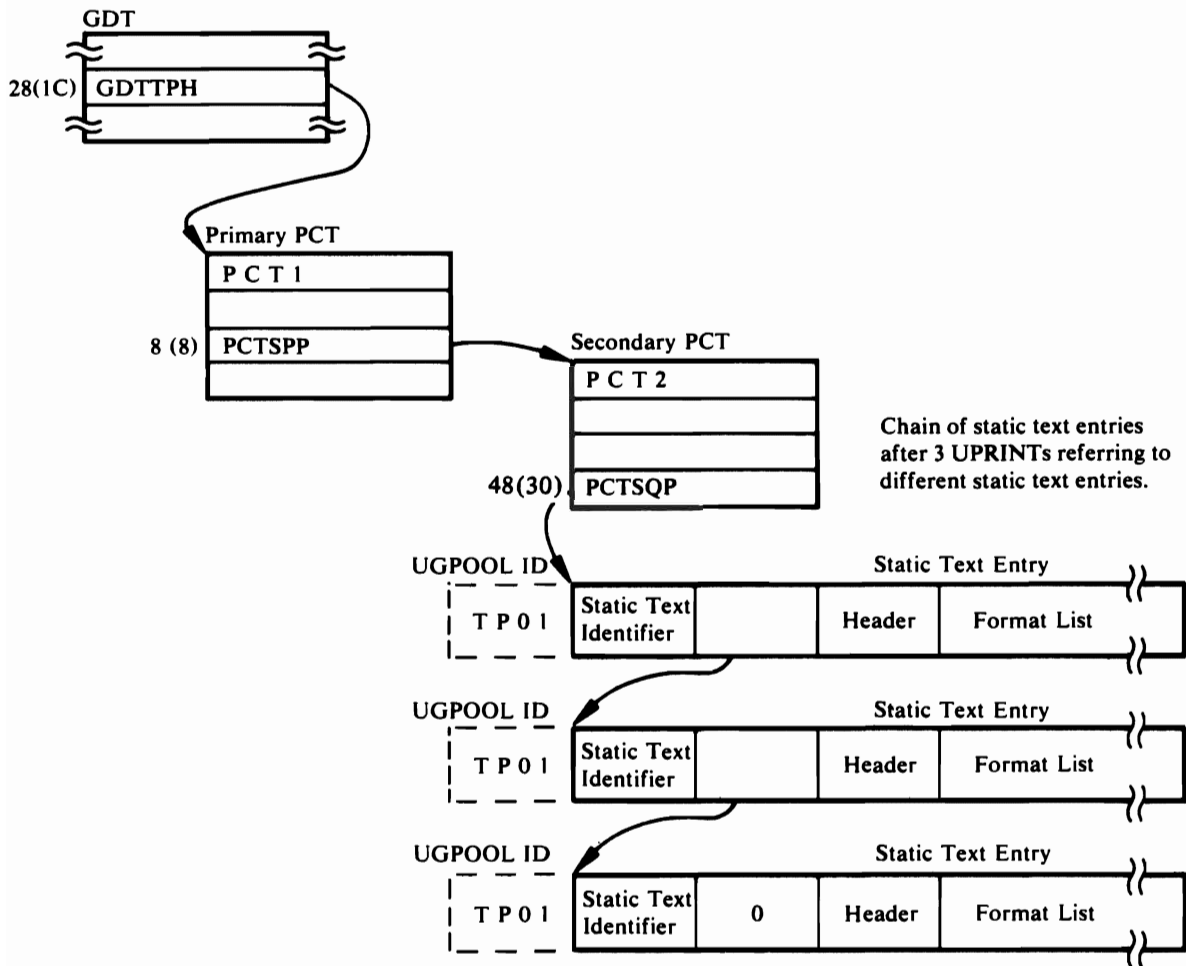 GDT
28(1C) GDTTPH
Primary PCT
P C T 1
8 (8) PCTSPP
Secondary PCT
P C T 2
Chain of static text entries
after 3 UPRINTs referring to
different static text entries.
48(30) PCTSQP
UGPOOL ID Static Text Entry
T P 0 1 Static Text Identifier Header Format List
UGPOOL ID Static Text Entry
T P 0 1 Static Text Identifier Header Format List
UGPOOL ID Static Text Entry
T P 0 1 Static Text Identifier 0 Header Format List